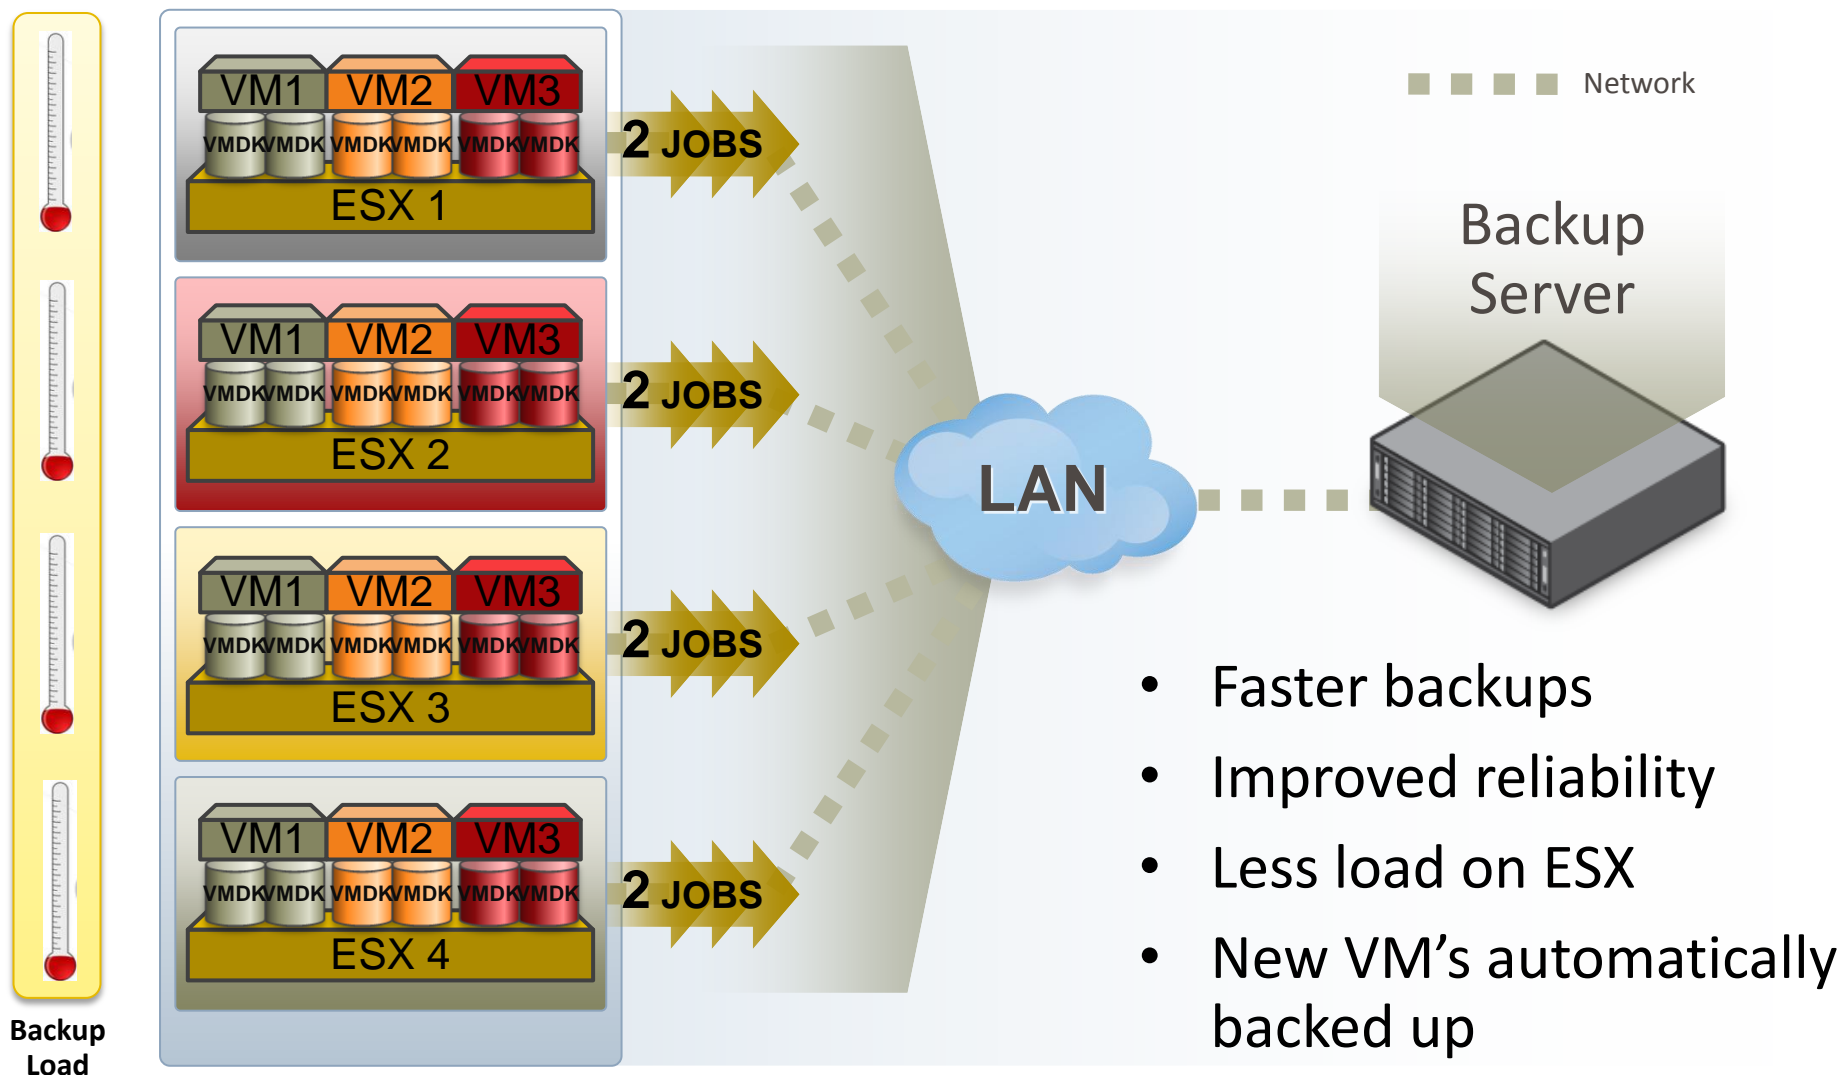 VM1 VM2 VM3
VMDK VMDK VMDK VMDK VMDK VMDK
ESX 1
2 JOBS
VM1 VM2 VM3
VMDK VMDK VMDK VMDK VMDK VMDK
ESX 2
2 JOBS
VM1 VM2 VM3
VMDK VMDK VMDK VMDK VMDK VMDK
ESX 3
2 JOBS
VM1 VM2 VM3
VMDK VMDK VMDK VMDK VMDK VMDK
ESX 4
2 JOBS
Backup
Load
LAN
Network
Backup
Server
• Faster backups
• Improved reliability
• Less load on ESX
• New VM’s automatically
backed up